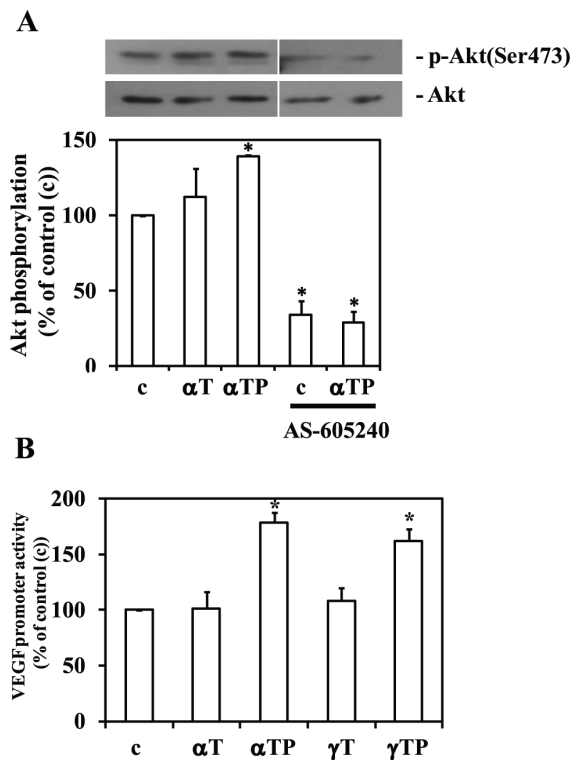 A
- p-Akt(Ser473)
- Akt
Akt phosphorylation
(% of control (c))
150
100
50
0
*
*
*
c αT αTP c αTP
AS-605240
B
VEGF promoter activity
(% of control (c))
200
150
100
50
0
*
*
c αT αTP γT γTP